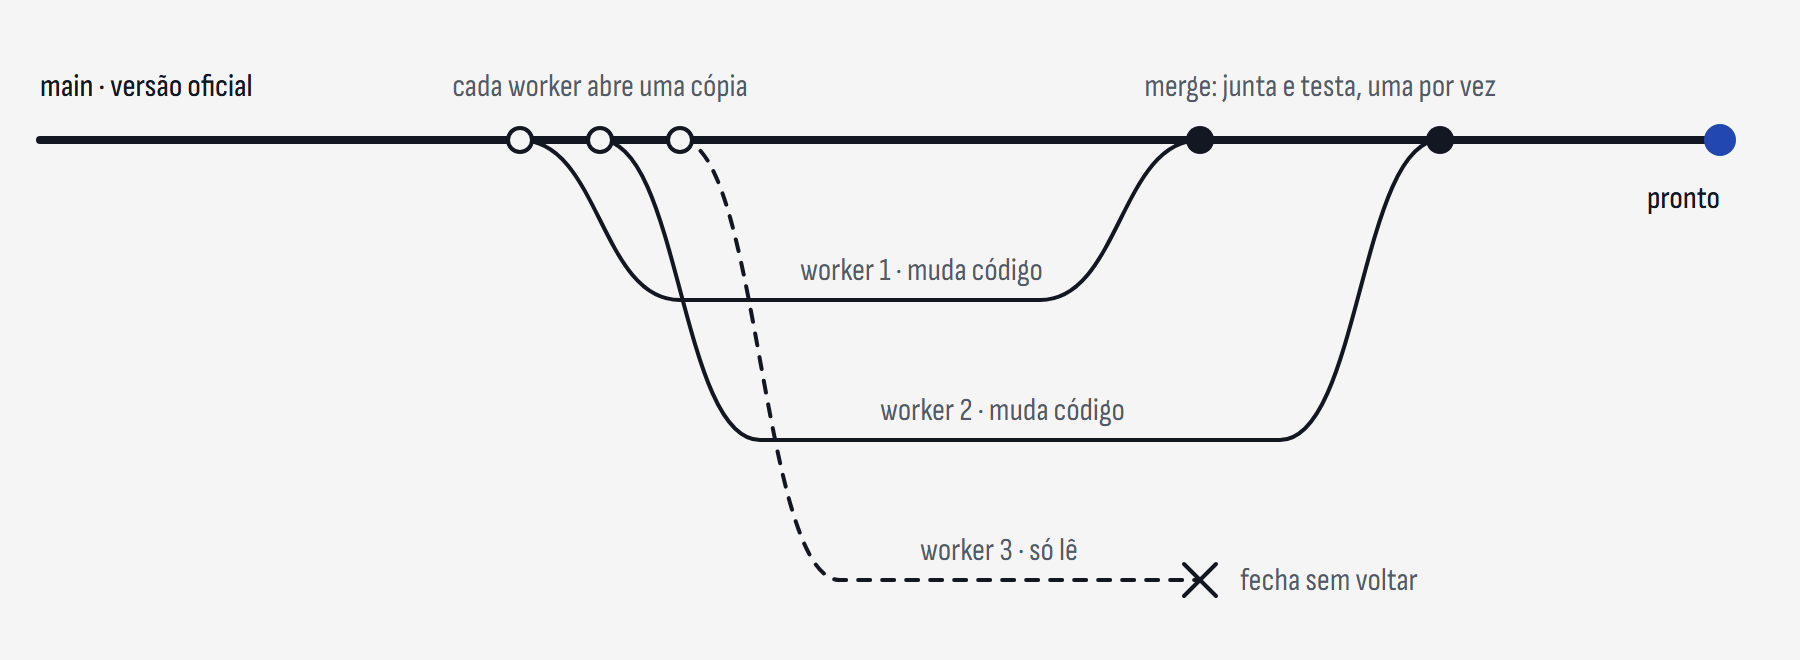 main · versão oficial
cada worker abre uma cópia
merge: junta e testa, uma por vez
pronto
worker 1 · muda código
worker 2 · muda código
worker 3 · só lê
fecha sem voltar